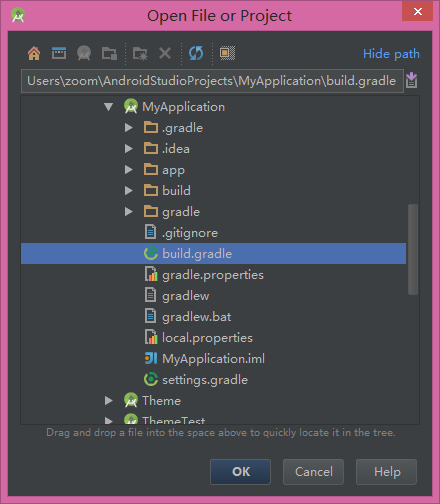 Open File or Project
Hide path
Users\zoom\AndroidStudioProjects\MyApplication\build.gradle
MyApplication
.gradle
.idea
app
build
gradle
.gitignore
build.gradle
gradle.properties
gradlew
gradlew.bat
local.properties
MyApplication.iml
settings.gradle
Theme
ThemeTest
Drag and drop a file into the space above to quickly locate it in the tree.
OK Cancel Help